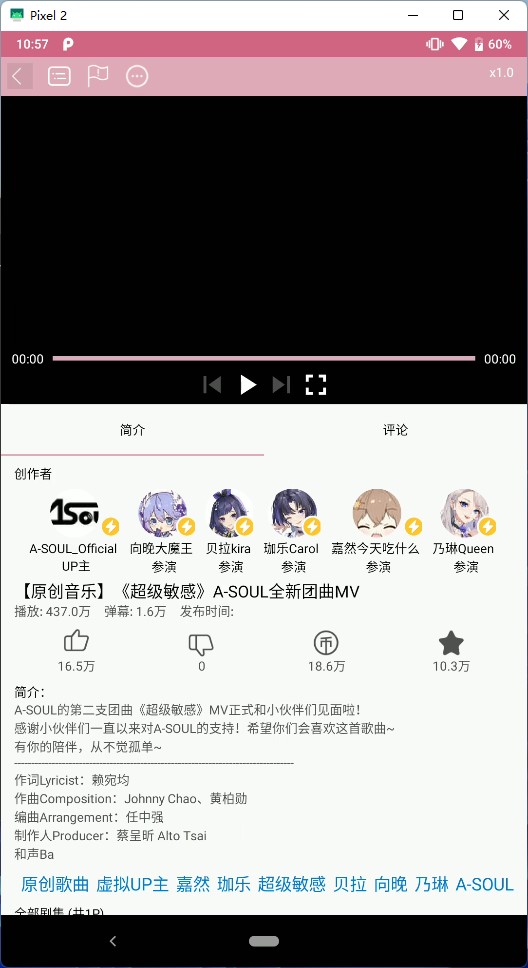 Pixel 2
10:57
60%
x1.0
00:00
00:00
简介
评论
创作者
ASOUL
A-SOUL_Official
UP主
向晚大魔王
参演
贝拉kira
参演
珈乐Carol
参演
嘉然今天吃什么
参演
乃琳Queen
参演
【原创音乐】《超级敏感》A-SOUL全新团曲MV
播放: 437.0万 弹幕: 1.6万 发布时间:
16.5万
0
币
18.6万
10.3万
简介：
A-SOUL的第二支团曲《超级敏感》MV正式和小伙伴们见面啦！
感谢小伙伴们一直以来对A-SOUL的支持！希望你们会喜欢这首歌曲~
有你的陪伴，从不觉孤单~
作词Lyricist：赖宛均
作曲Composition：Johnny Chao、黄柏勋
编曲Arrangement：任中强
制作人Producer：蔡呈昕 Alto Tsai
和声Ba
原创歌曲 虚拟UP主 嘉然 珈乐 超级敏感 贝拉 向晚 乃琳 A-SOUL
全部剧集 (共1P)